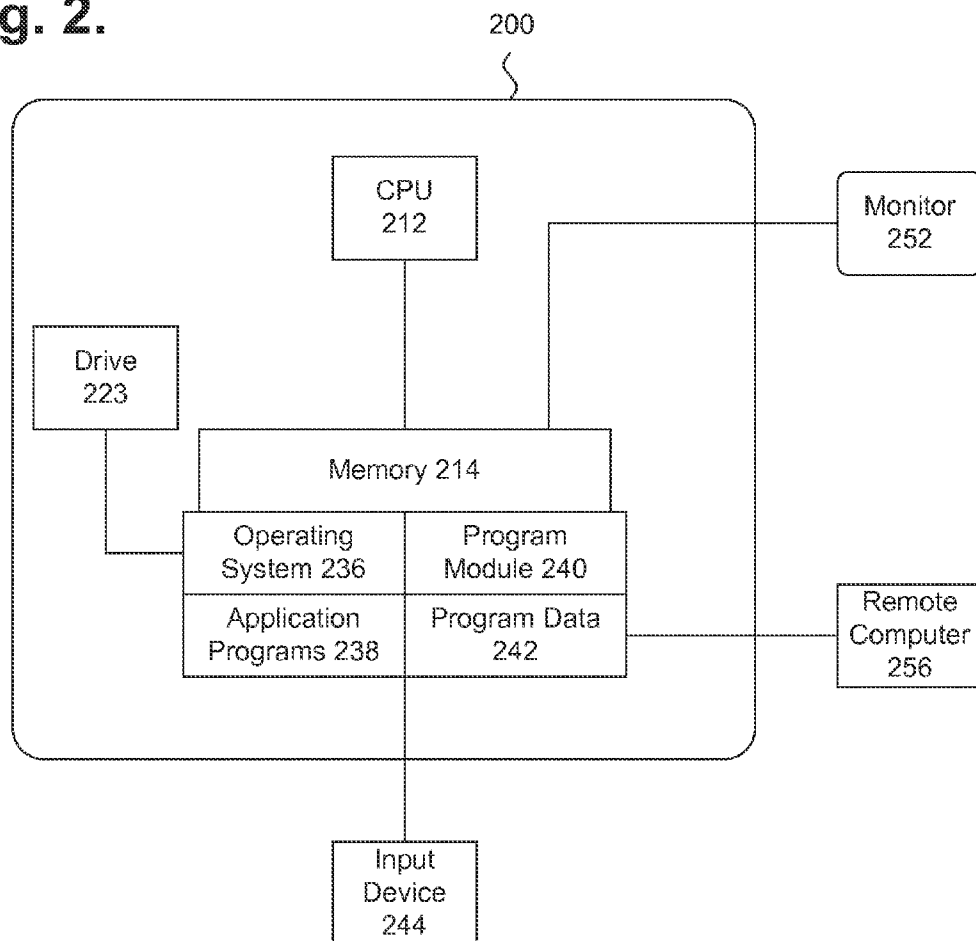 g. 2.
200
CPU
212
Monitor
252
Drive
223
Memory 214
Operating
System 236
Program
Module 240
Application
Programs 238
Program Data
242
Remote
Computer
256
Input
Device
244